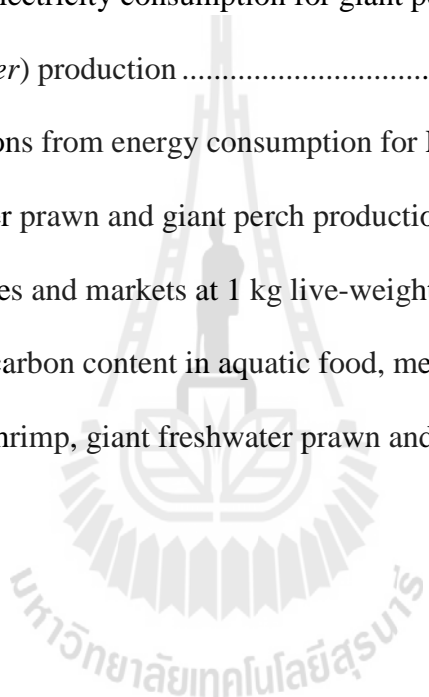 lectricity consumption for giant p
er) production ................................
ons from energy consumption for
er prawn and giant perch productio
es and markets at 1 kg live-weight
carbon content in aquatic food, me
hrimp, giant freshwater prawn and
มหาวิทยาลัยเทคโนโลยีสุรนารี